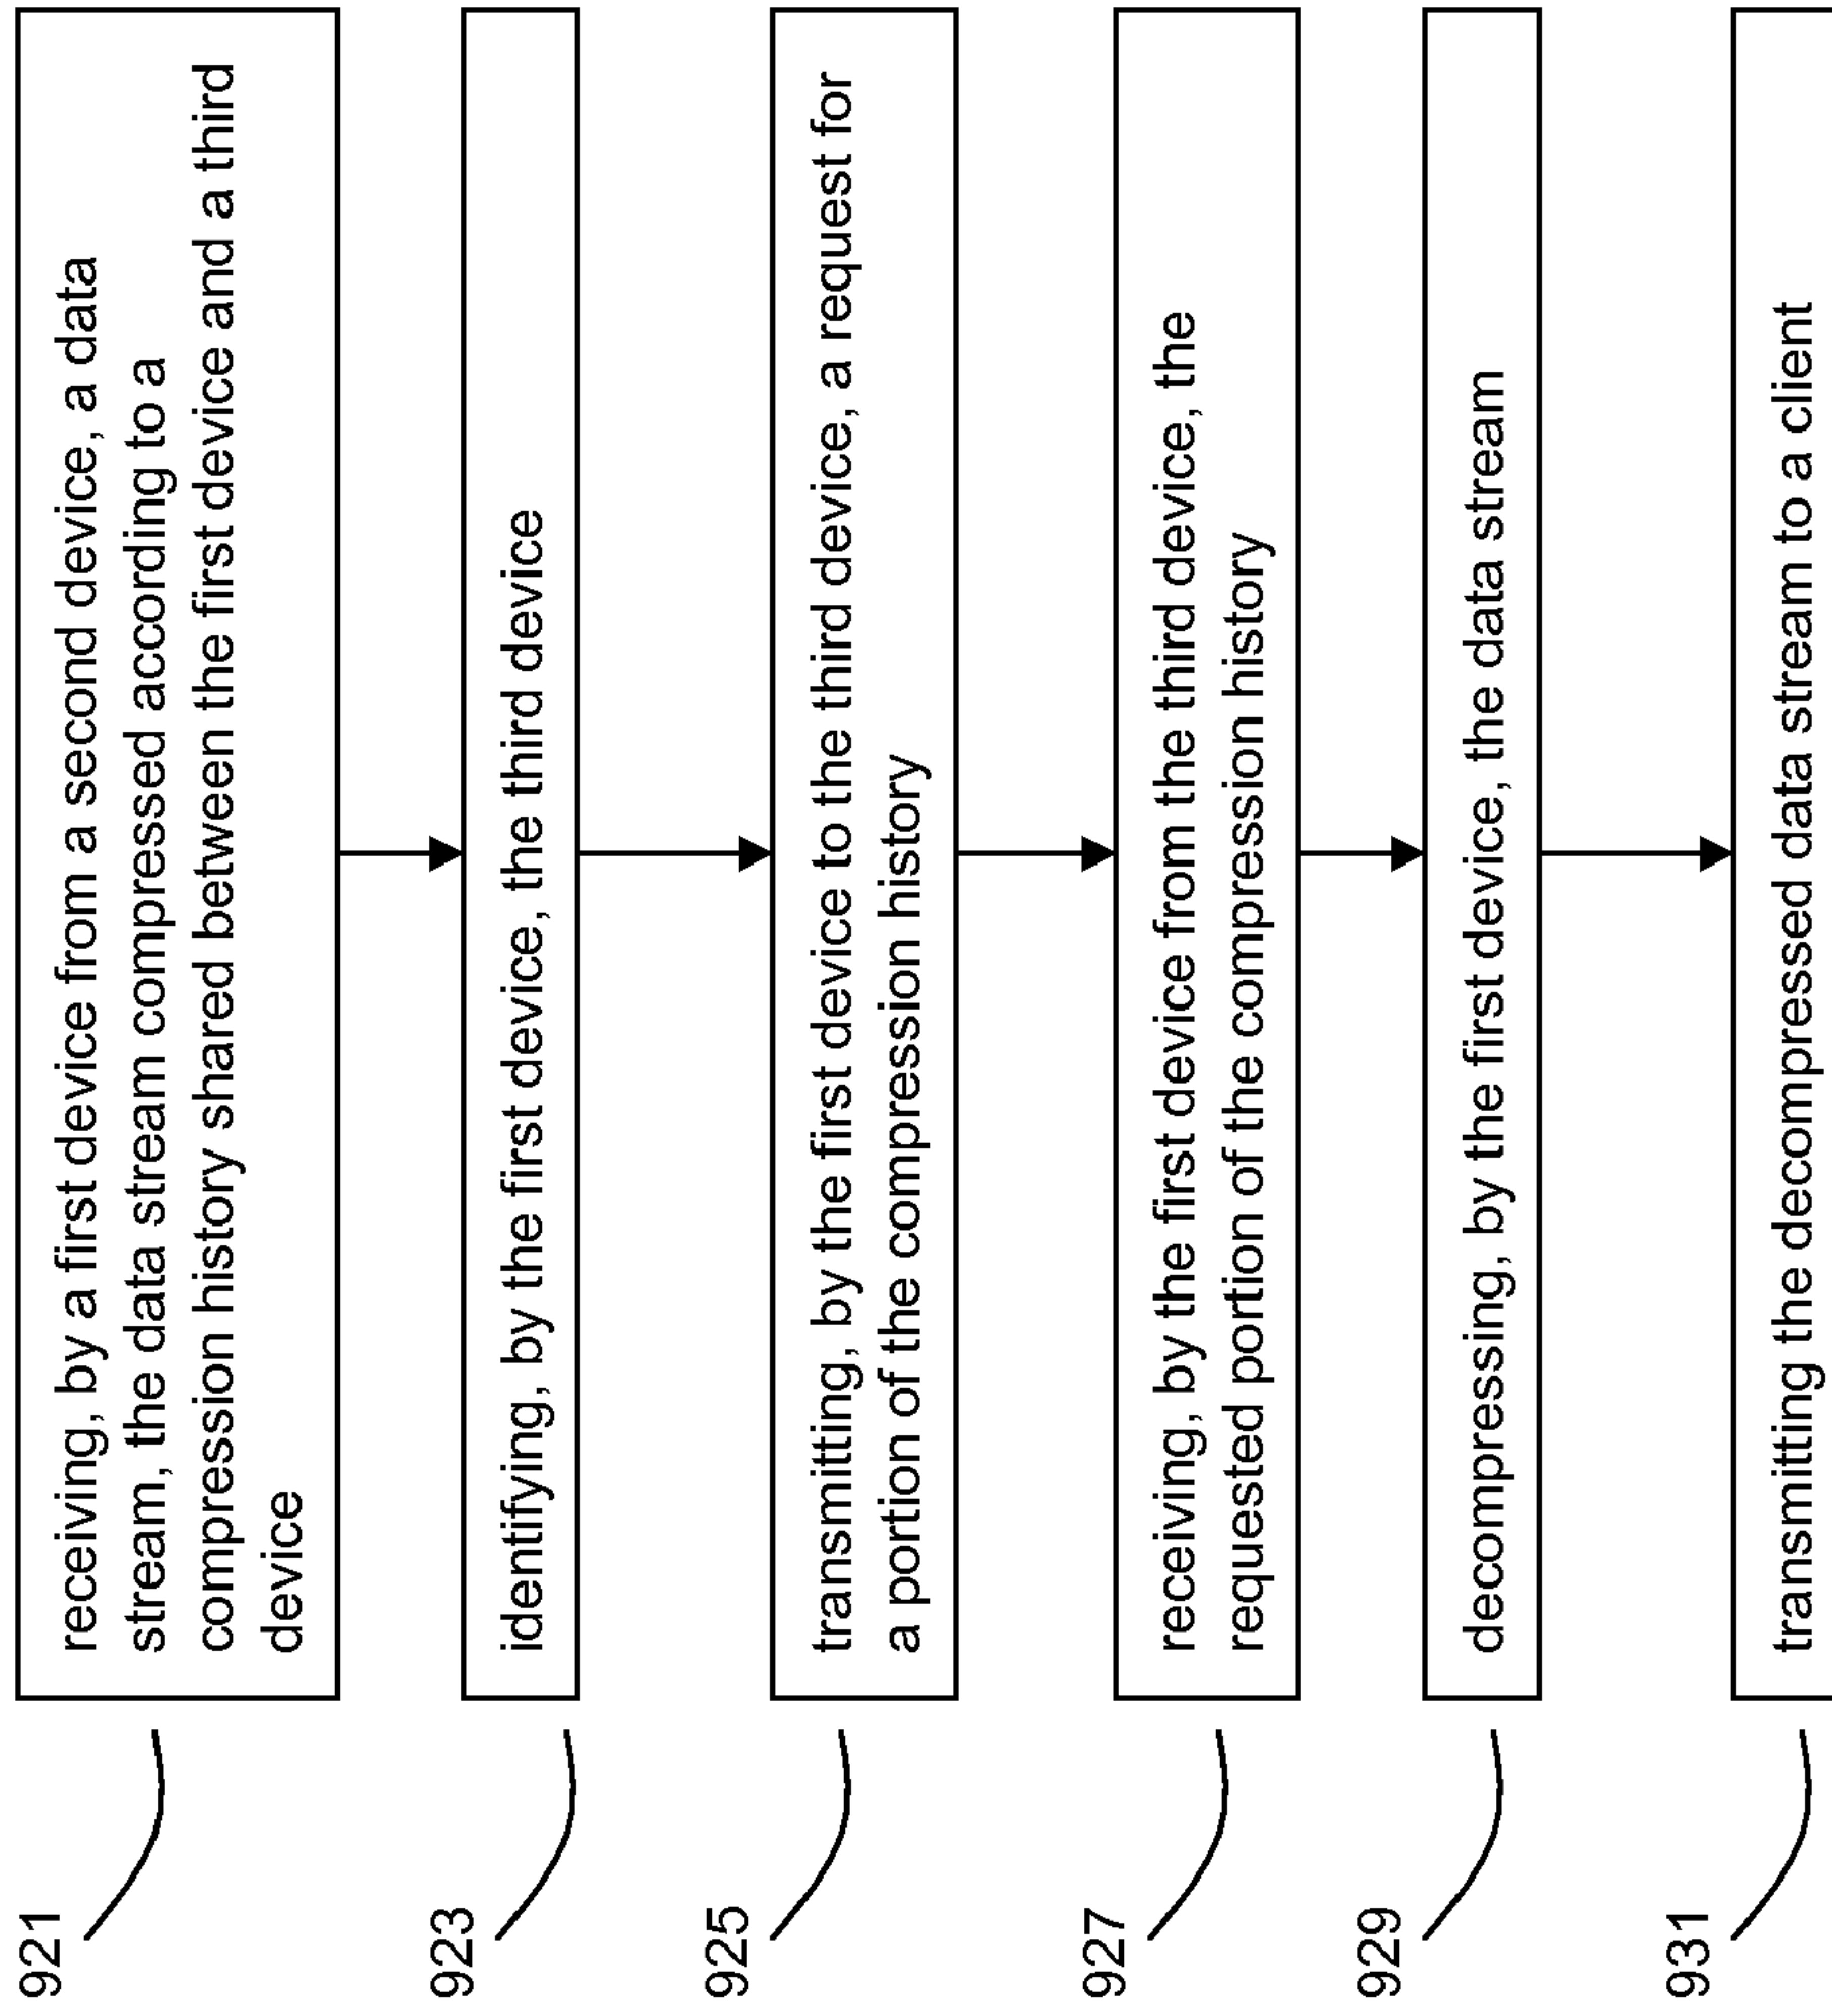 921
receiving, by a first device from a second device, a data
stream, the data stream compressed according to a
compression history shared between the first device and a third
device
923
identifying, by the first device, the third device
925
transmitting, by the first device to the third device, a request for
a portion of the compression history
927
receiving, by the first device from the third device, the
requested portion of the compression history
929
decompressing, by the first device, the data stream
931
transmitting the decompressed data stream to a client